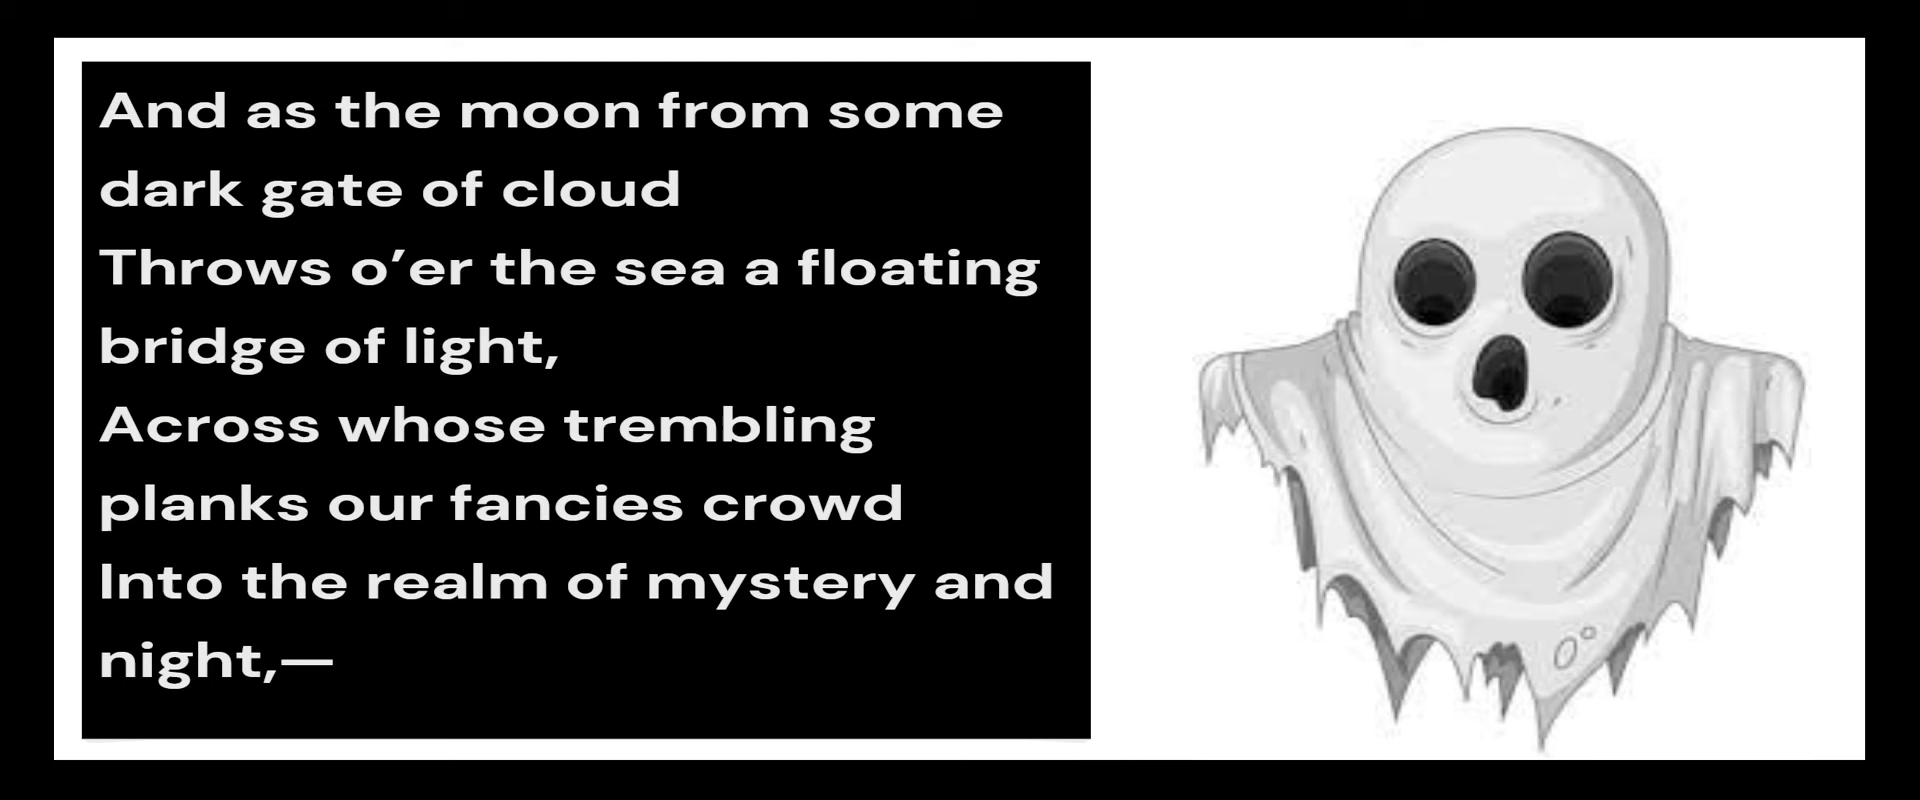 And as the moon from some
dark gate of cloud
Throws o’er the sea a floating
bridge of light,
Across whose trembling
planks our fancies crowd
Into the realm of mystery and
night,—